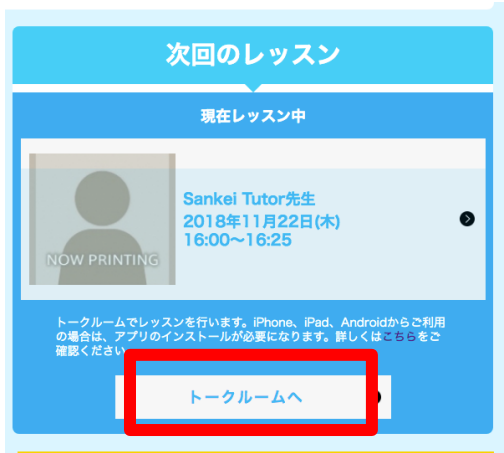 次回のレッスン
現在レッスン中
NOW PRINTING
Sankei Tutor先生
2018年11月22日(木)
16:00〜16:25
トークルームでレッスンを行います。iPhone、iPad、Androidからご利用
の場合は、アプリのインストールが必要になります。詳しくはこちらをご
確認ください
トークルームへ